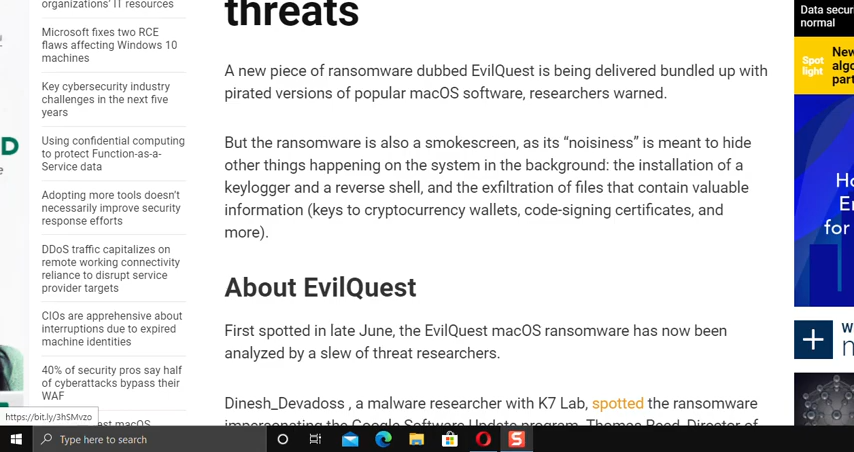 organizations’ IT resources
Microsoft fixes two RCE
flaws affecting Windows 10
machines
Key cybersecurity industry
challenges in the next five
years
Using confidential computing
to protect Function-as-a-
Service data
Adopting more tools doesn’t
necessarily improve security
response efforts
DDoS traffic capitalizes on
remote working connectivity
reliance to disrupt service
provider targets
CIOs are apprehensive about
interruptions due to expired
machine identities
40% of security pros say half
of cyberattacks bypass their
WAF
threats
A new piece of ransomware dubbed EvilQuest is being delivered bundled up with
pirated versions of popular macOS software, researchers warned.
But the ransomware is also a smokescreen, as its “noisiness” is meant to hide
other things happening on the system in the background: the installation of a
keylogger and a reverse shell, and the exfiltration of files that contain valuable
information (keys to cryptocurrency wallets, code-signing certificates, and
more).
About EvilQuest
First spotted in late June, the EvilQuest macOS ransomware has now been
analyzed by a slew of threat researchers.
Dinesh_Devadoss , a malware researcher with K7 Lab, spotted the ransomware
impersonating the Google Software Update program. Thomas Reed, Director of
Data secur
normal
Spot
light
New
algo
part
Ho
E
for
W
n
https://bit.ly/3hSMvzo
macOS
Type here to search